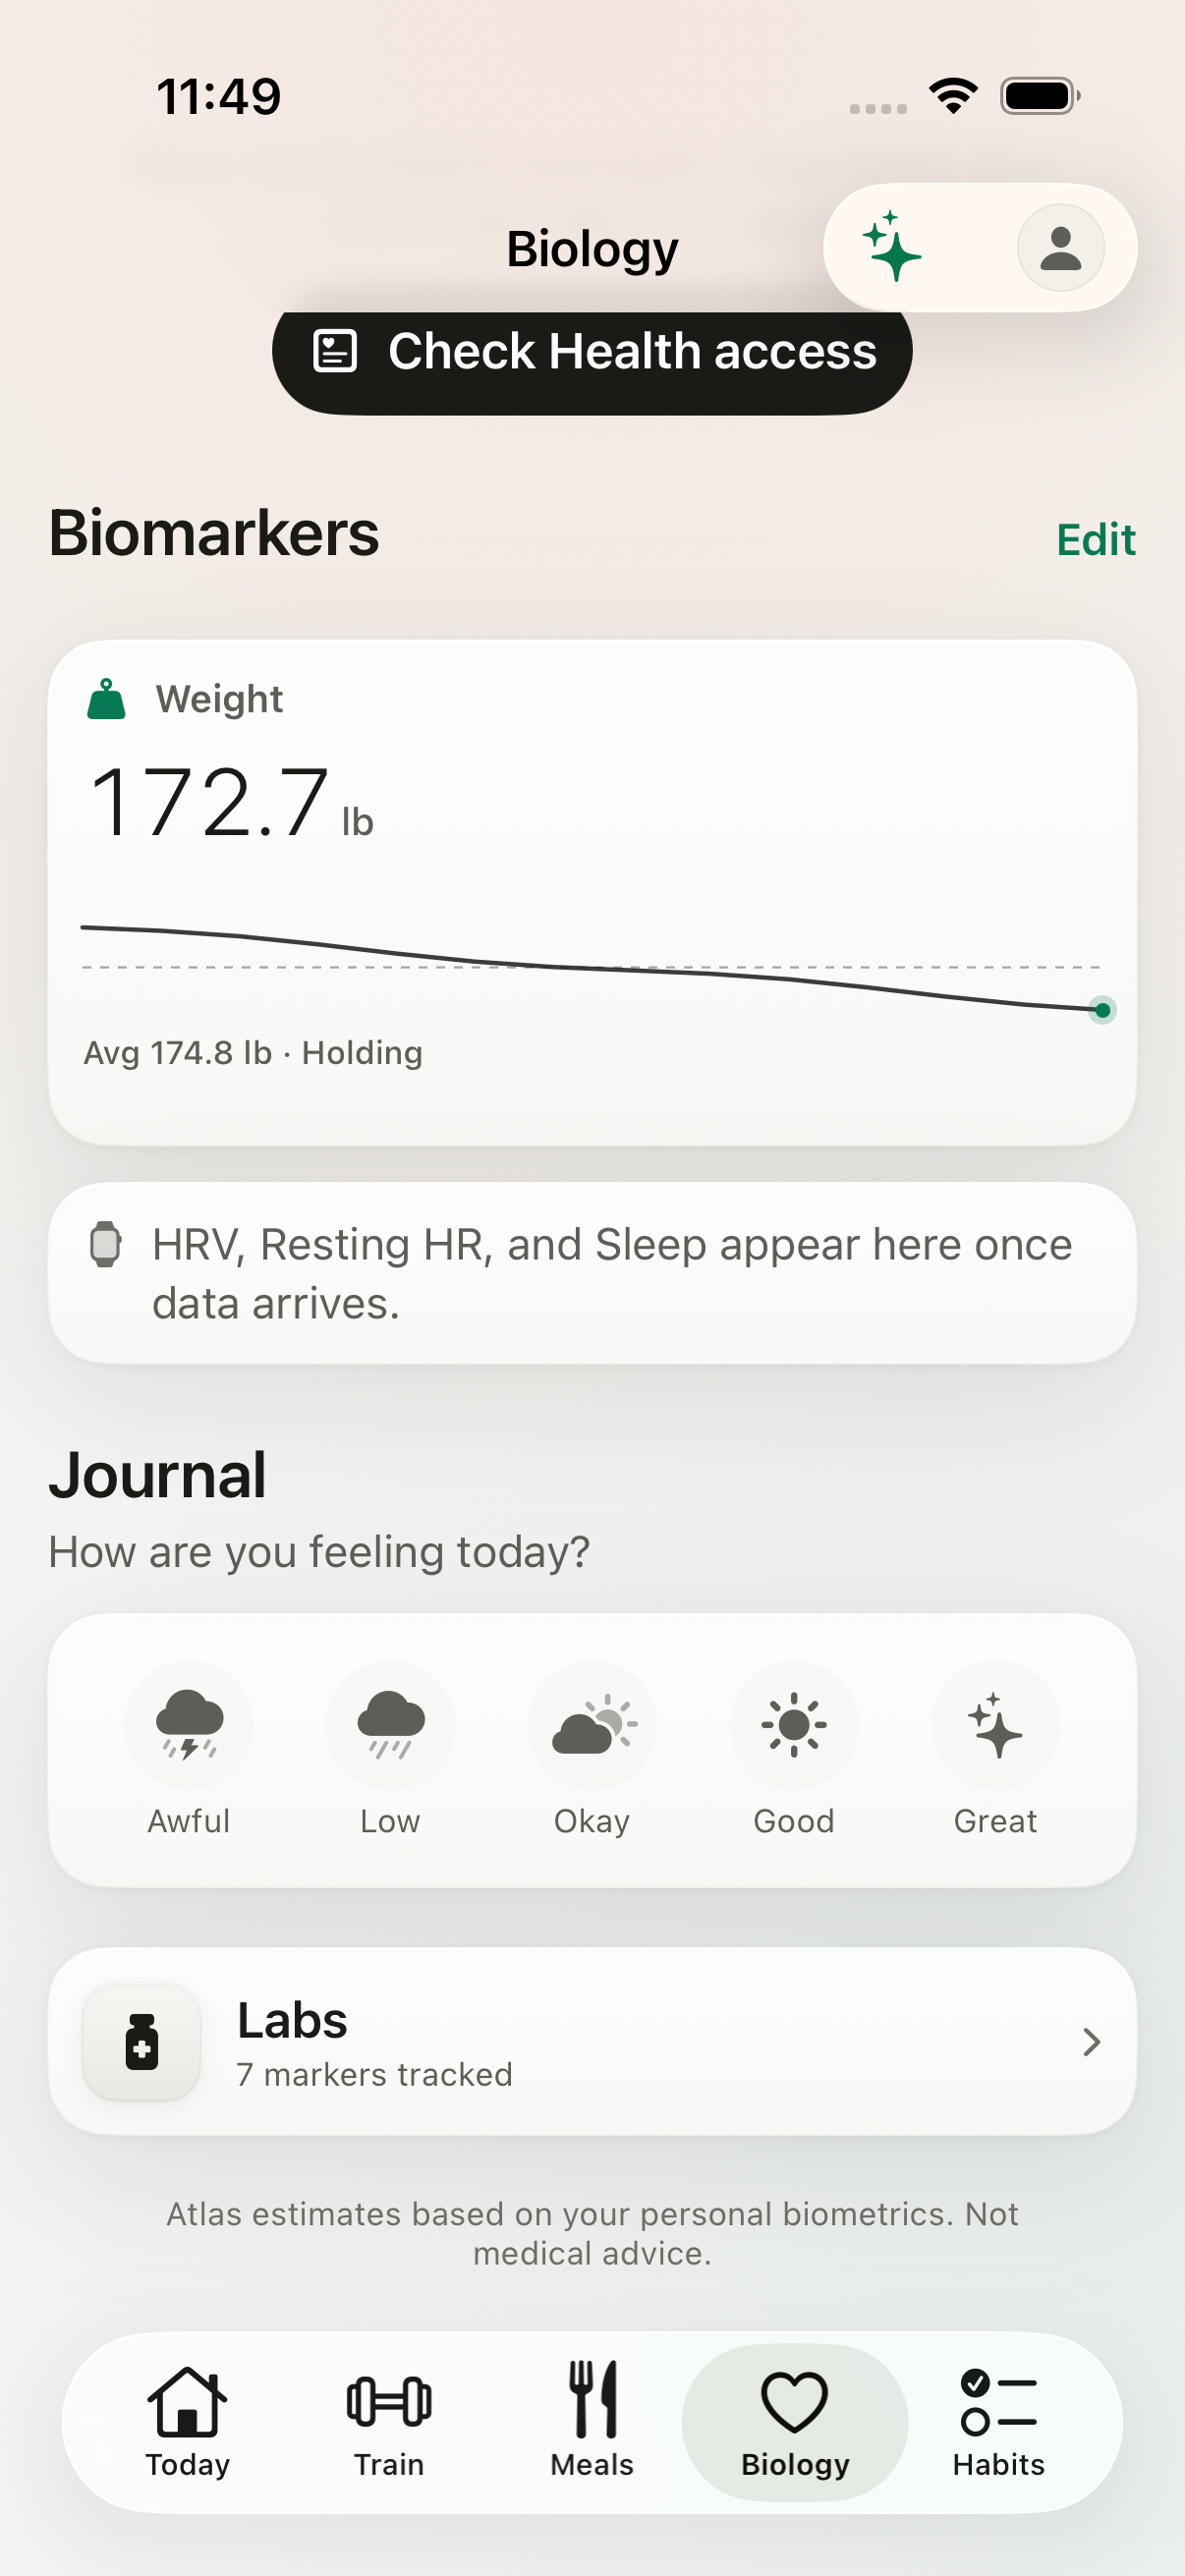 11:49
Biology
Check Health access
Biomarkers
Edit
Weight
172.7 lb
Avg 174.8 lb · Holding
HRV, Resting HR, and Sleep appear here once
data arrives.
Journal
How are you feeling today?
Awful Low Okay Good Great
Labs
7 markers tracked
Atlas estimates based on your personal biometrics. Not
medical advice.
Today Train Meals Biology Habits